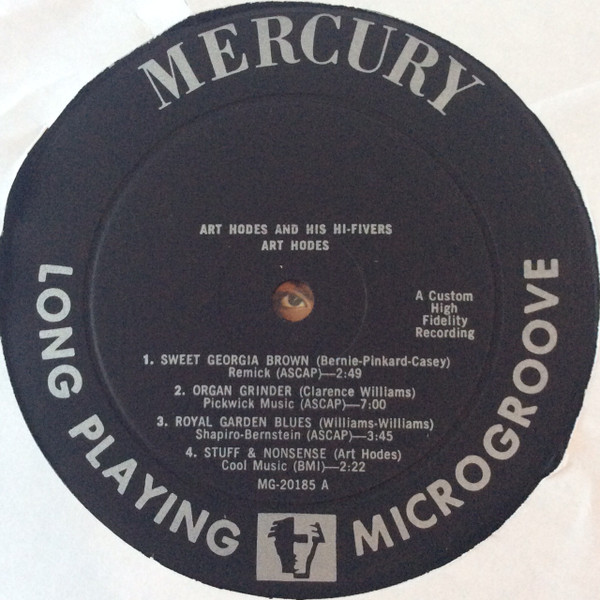 MERCURY
ART HODES AND HIS HI-FIVERS
ART HODES
A Custom
High
Fidelity
Recording
1. SWEET GEORGIA BROWN (Bernie-Pinkard-Casey)
Remick (ASCAP)—2:49
2. ORGAN GRINDER (Clarence Williams)
Pickwick Music (ASCAP)—7:00
3. ROYAL GARDEN BLUES (Williams-Williams)
Shapiro-Bernstein (ASCAP)—3:45
4. STUFF & NONSENSE (Art Hodes)
Cool Music (BMI)—2:22
MG-20185 A
LONG PLAYING MICROGROOVE